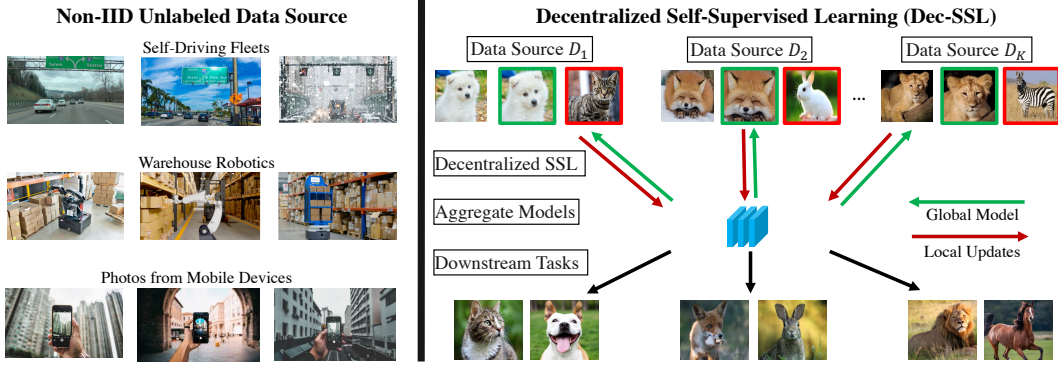 Non-IID Unlabeled Data Source
Self-Driving Fleets
Warehouse Robotics
Photos from Mobile Devices
Decentralized Self-Supervised Learning (Dec-SSL)
Data Source D₁
Data Source D₂
Data Source D_K
...
Decentralized SSL
Aggregate Models
Global Model
Local Updates
Downstream Tasks